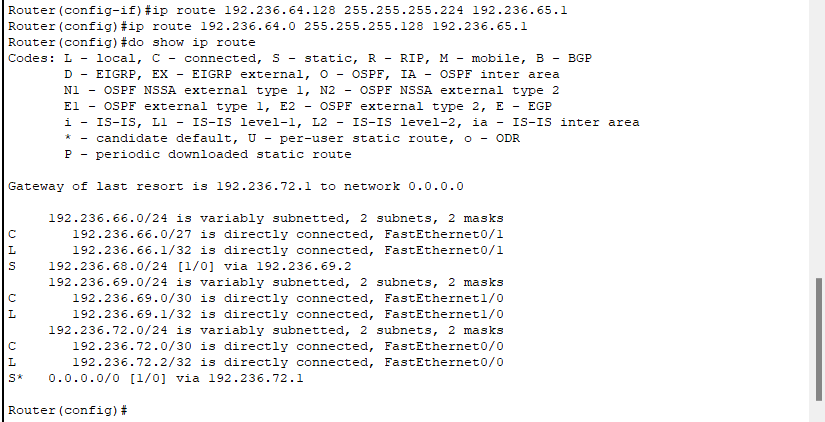 Router(config-if)#ip route 192.236.64.128 255.255.255.224 192.236.65.1
Router(config)#ip route 192.236.64.0 255.255.255.128 192.236.65.1
Router(config)#do show ip route
Codes: L - local, C - connected, S - static, R - RIP, M - mobile, B - BGP
       D - EIGRP, EX - EIGRP external, O - OSPF, IA - OSPF inter area
       N1 - OSPF NSSA external type 1, N2 - OSPF NSSA external type 2
       E1 - OSPF external type 1, E2 - OSPF external type 2, E - EGP
       i - IS-IS, L1 - IS-IS level-1, L2 - IS-IS level-2, ia - IS-IS inter area
       * - candidate default, U - per-user static route, o - ODR
       P - periodic downloaded static route
Gateway of last resort is 192.236.72.1 to network 0.0.0.0
     192.236.66.0/24 is variably subnetted, 2 subnets, 2 masks
C       192.236.66.0/27 is directly connected, FastEthernet0/1
L       192.236.66.1/32 is directly connected, FastEthernet0/1
S    192.236.68.0/24 [1/0] via 192.236.69.2
     192.236.69.0/24 is variably subnetted, 2 subnets, 2 masks
C       192.236.69.0/30 is directly connected, FastEthernet1/0
L       192.236.69.1/32 is directly connected, FastEthernet1/0
     192.236.72.0/24 is variably subnetted, 2 subnets, 2 masks
C       192.236.72.0/30 is directly connected, FastEthernet0/0
L       192.236.72.2/32 is directly connected, FastEthernet0/0
S*   0.0.0.0/0 [1/0] via 192.236.72.1
Router(config)#